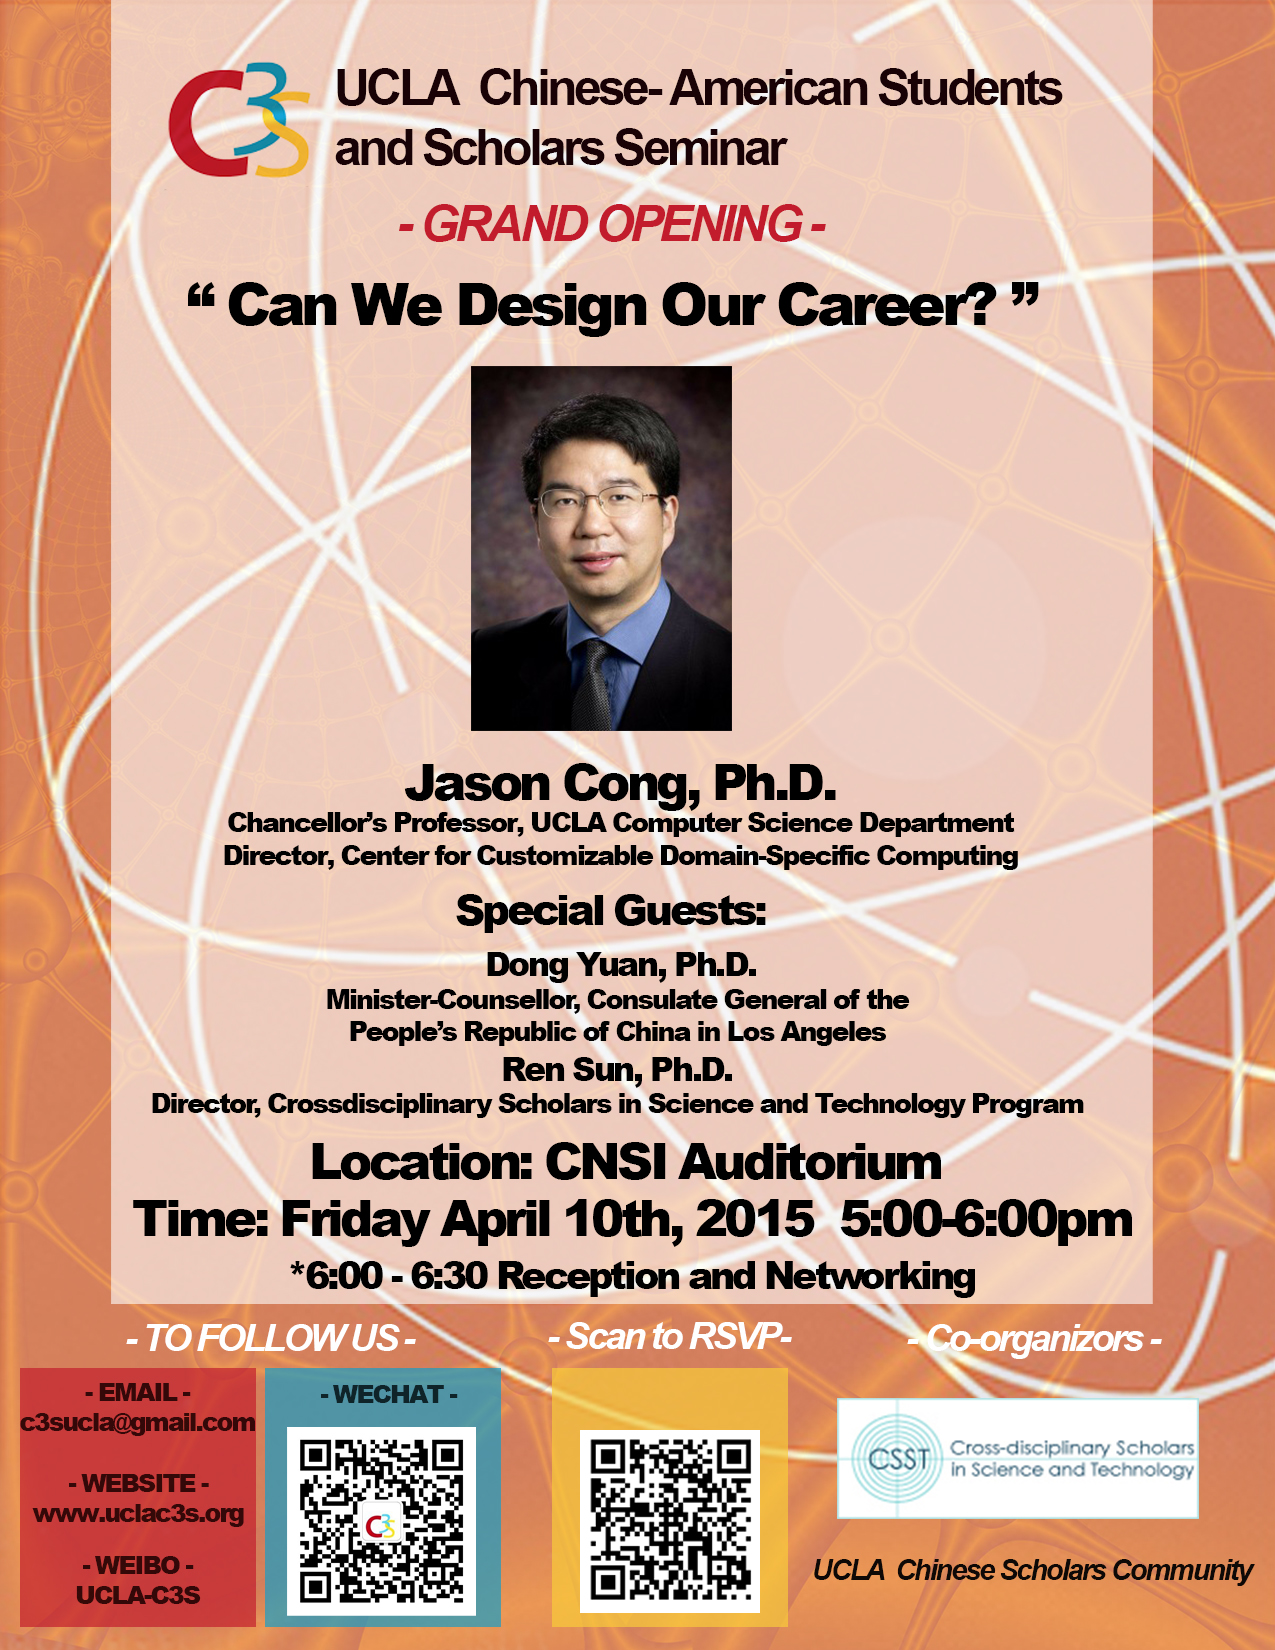 C3S UCLA Chinese- American Students
and Scholars Seminar
- GRAND OPENING -
“ Can We Design Our Career? ”
Jason Cong, Ph.D.
Chancellor’s Professor, UCLA Computer Science Department
Director, Center for Customizable Domain-Specific Computing
Special Guests:
Dong Yuan, Ph.D.
Minister-Counsellor, Consulate General of the
People’s Republic of China in Los Angeles
Ren Sun, Ph.D.
Director, Crossdisciplinary Scholars in Science and Technology Program
Location: CNSI Auditorium
Time: Friday April 10th, 2015 5:00-6:00pm
*6:00 - 6:30 Reception and Networking
- TO FOLLOW US -
- EMAIL -
c3sucla@gmail.com
- WEBSITE -
www.uclac3s.org
- WEIBO -
UCLA-C3S
- WECHAT -
C3S
- Scan to RSVP-
- Co-organizors -
CSST Cross-disciplinary Scholars
in Science and Technology
UCLA Chinese Scholars Community